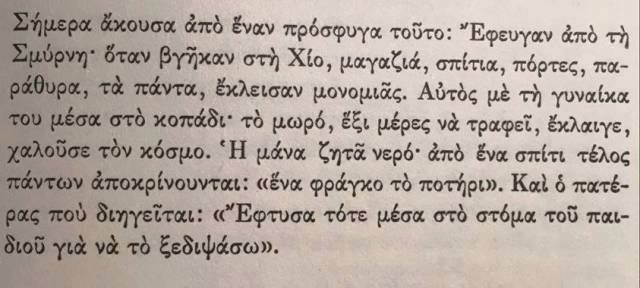 Σήμερα ἄκουσα ἀπὸ ἕναν πρόσφυγα τοῦτο: Ἔφευγαν ἀπὸ τὴ
Σμύρνη· ὅταν βγῆκαν στὴ Χίο, μαγαζιά, σπίτια, πόρτες, πα-
ράθυρα, τὰ πάντα, ἔκλεισαν μονομιᾶς. Αὐτὸς μὲ τὴ γυναίκα
του μέσα στὸ κοπάδι· τὸ μωρό, ἕξι μέρες νὰ τραφεῖ, ἔκλαιγε,
χαλοῦσε τὸν κόσμο. Ἡ μάνα ζητᾶ νερό· ἀπὸ ἕνα σπίτι τέλος
πάντων ἀποκρίνουνται: «ἕνα φράγκο τὸ ποτήρι». Καὶ ὁ πατέ-
ρας ποὺ διηγεῖται: «Ἔφτυσα τότε μέσα στὸ στόμα τοῦ παι-
διοῦ γιὰ νὰ τὸ ξεδιψάσω».